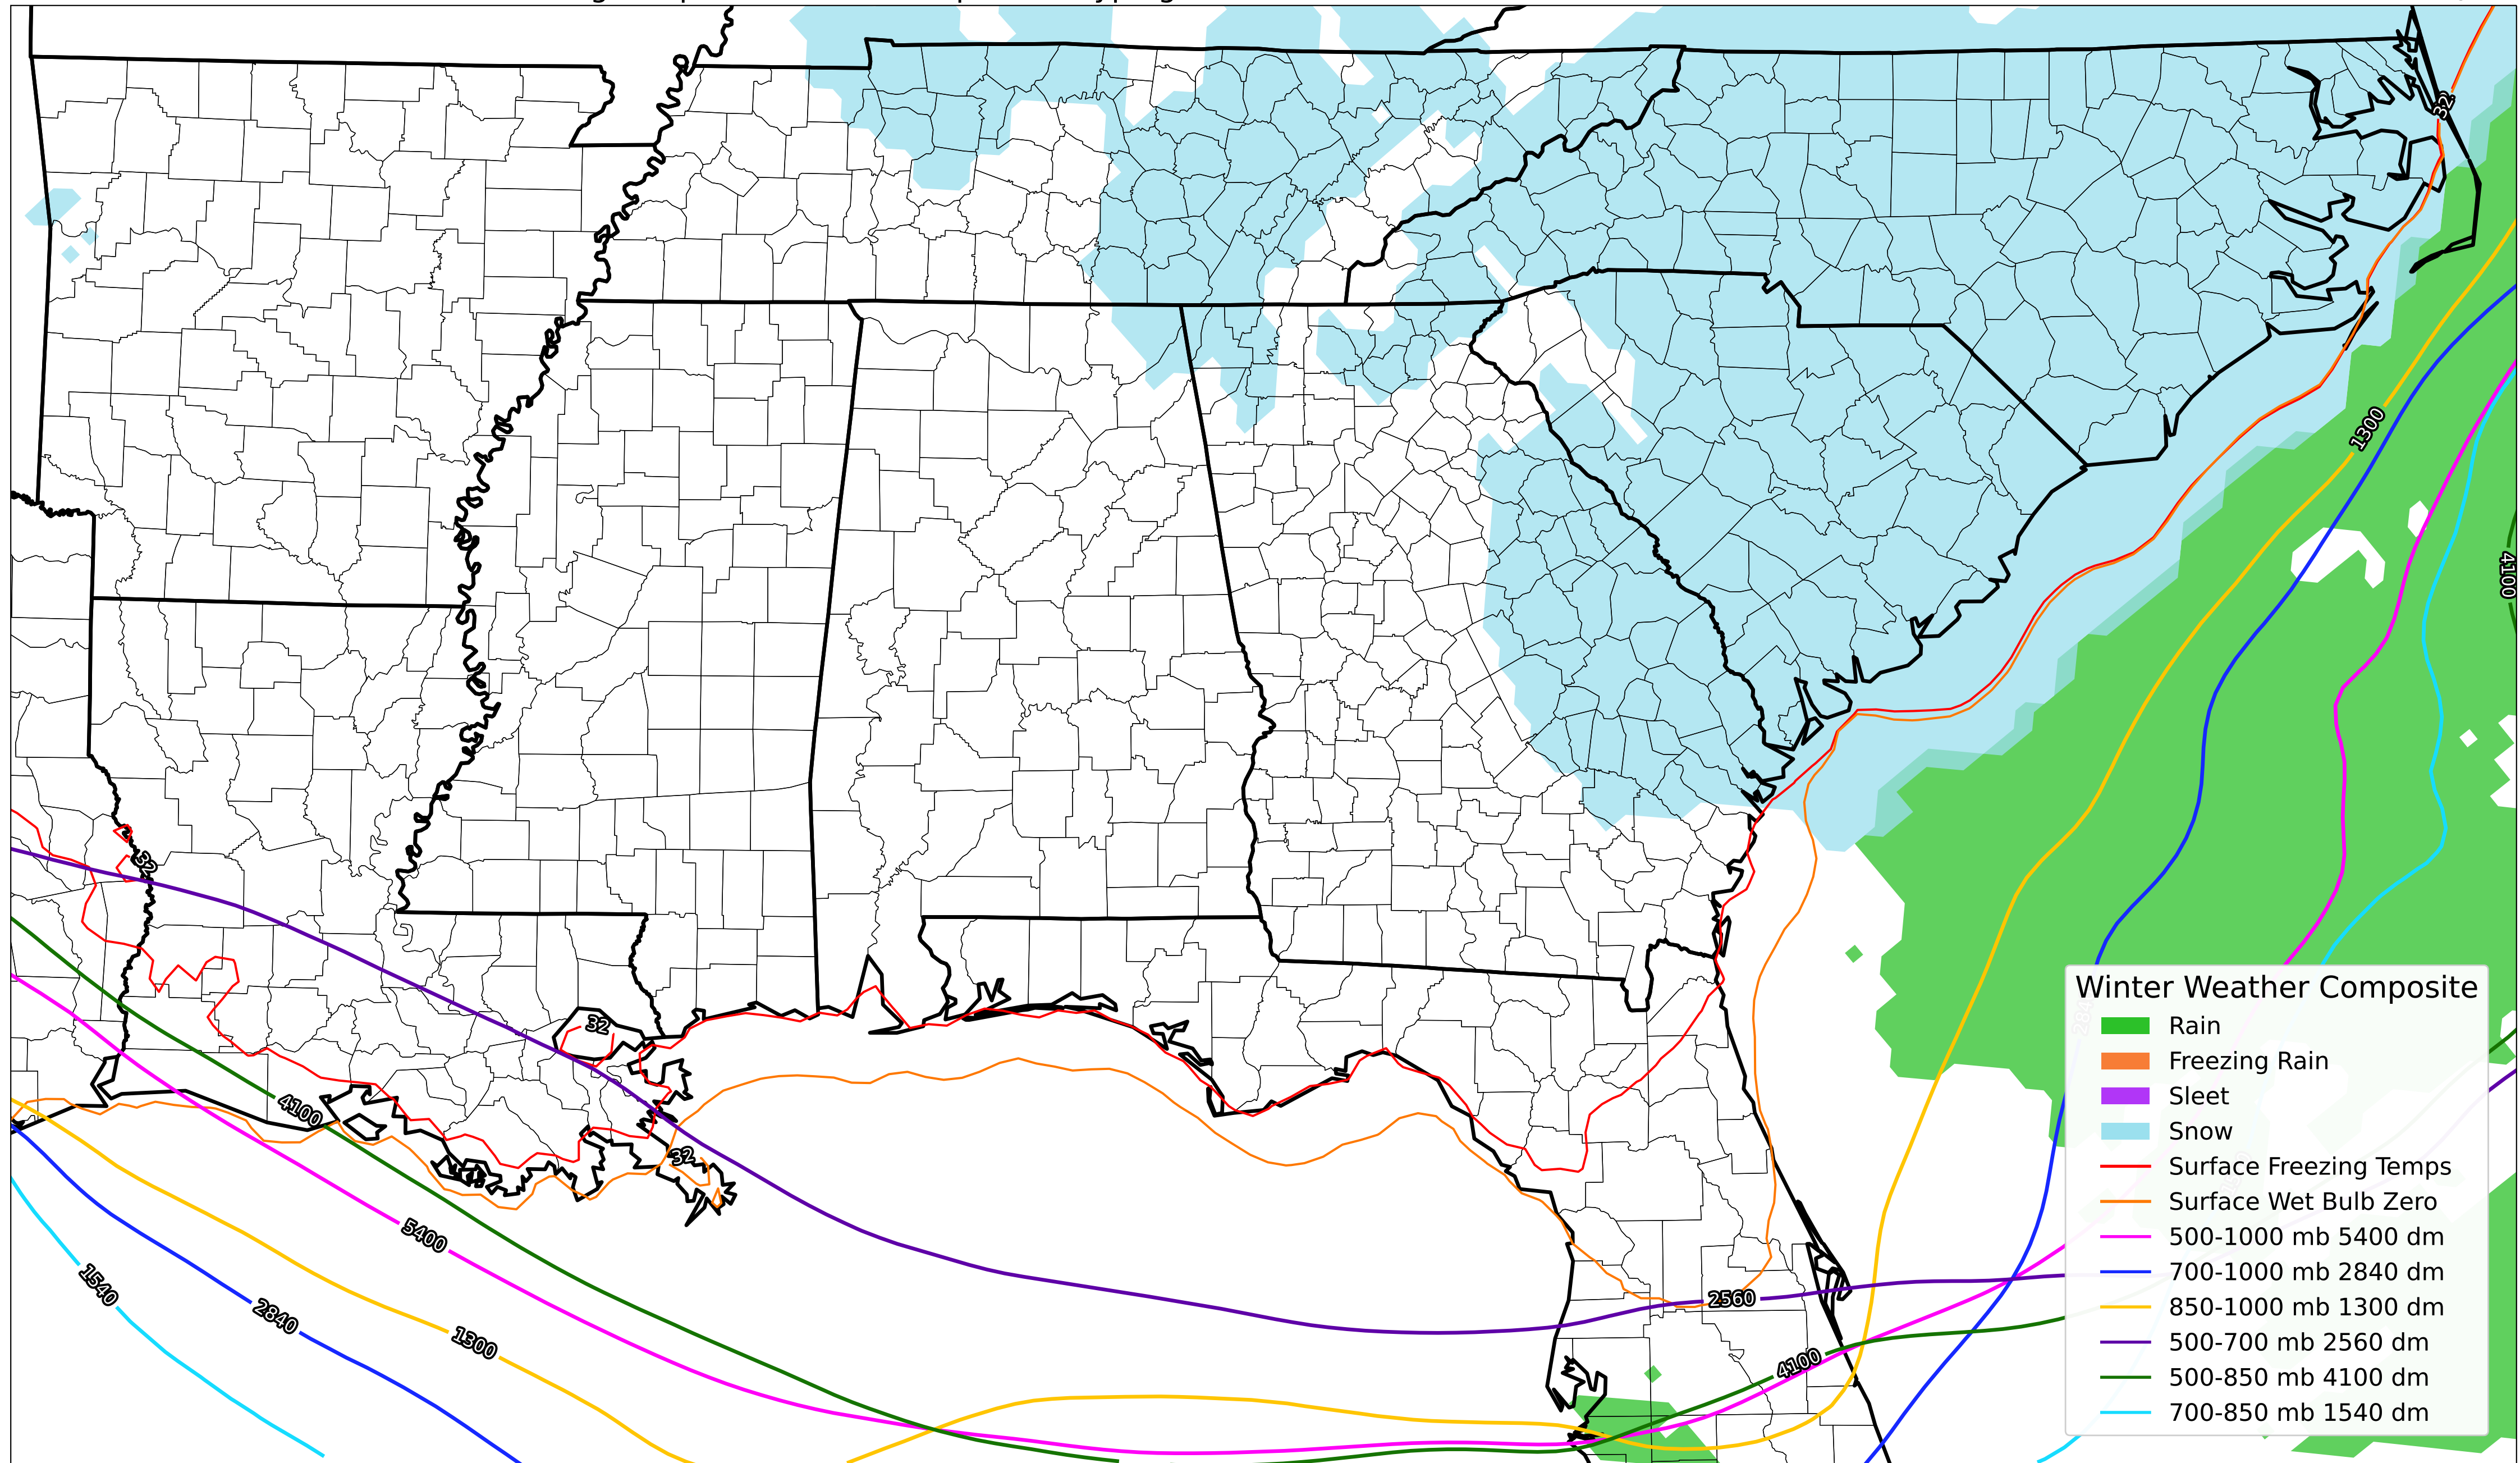 32
1300
4100
32
32
4100
32
5400
1540
2840
2560
1300
4100
Winter Weather Composite
Rain
Freezing Rain
Sleet
Snow
Surface Freezing Temps
Surface Wet Bulb Zero
500-1000 mb 5400 dm
700-1000 mb 2840 dm
850-1000 mb 1300 dm
500-700 mb 2560 dm
500-850 mb 4100 dm
700-850 mb 1540 dm